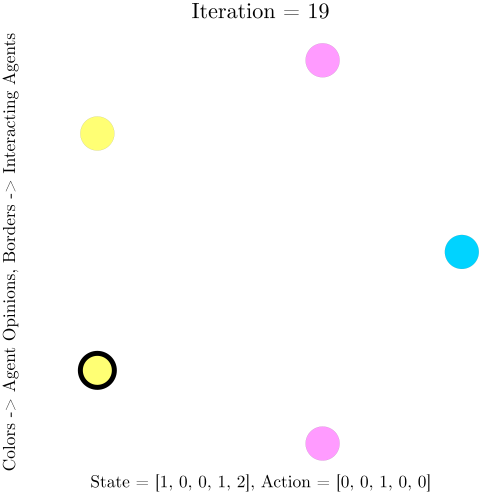 Iteration = 19
Colors -> Agent Opinions, Borders -> Interacting Agents
State = [1, 0, 0, 1, 2], Action = [0, 0, 1, 0, 0]